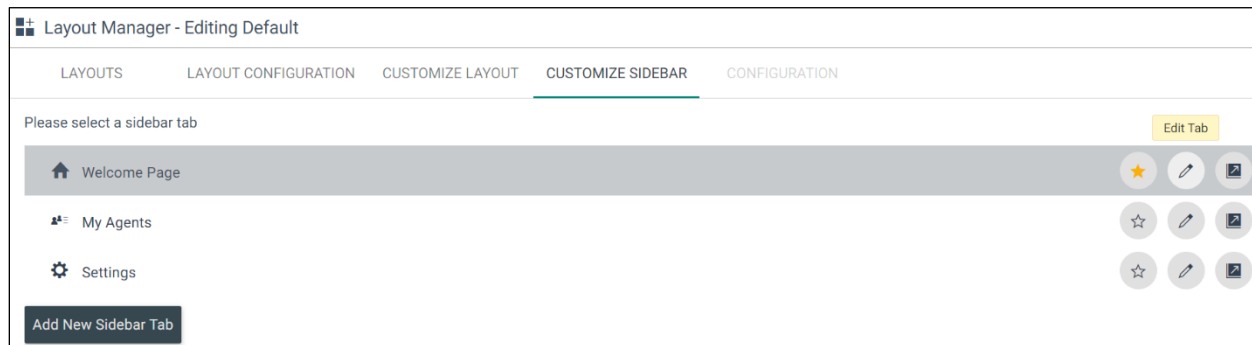 Layout Manager - Editing Default
LAYOUTS LAYOUT CONFIGURATION CUSTOMIZE LAYOUT CUSTOMIZE SIDEBAR CONFIGURATION
Please select a sidebar tab
Edit Tab
Welcome Page
My Agents
Settings
Add New Sidebar Tab